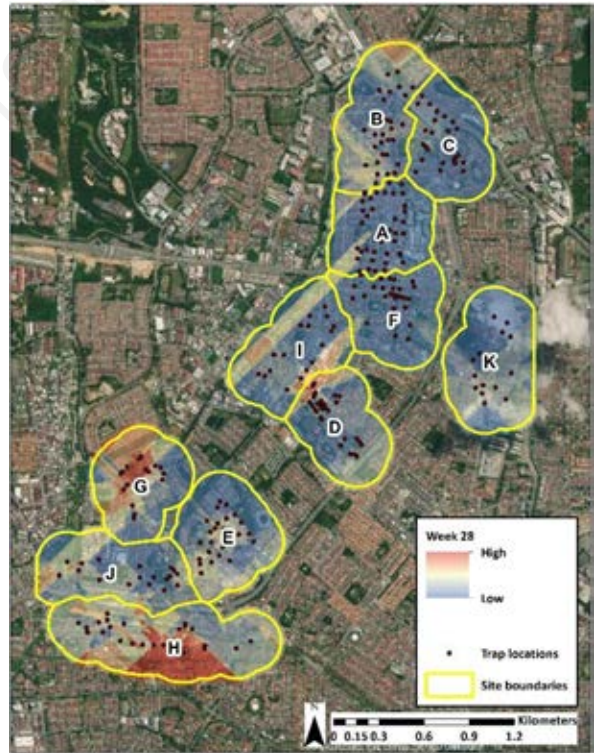 B
C
A
F
K
I
D
G
E
J
H
Week 28
High
Low
Trap locations
Site boundaries
N
Kilometers
0 0.15 0.3 0.6 0.9 1.2